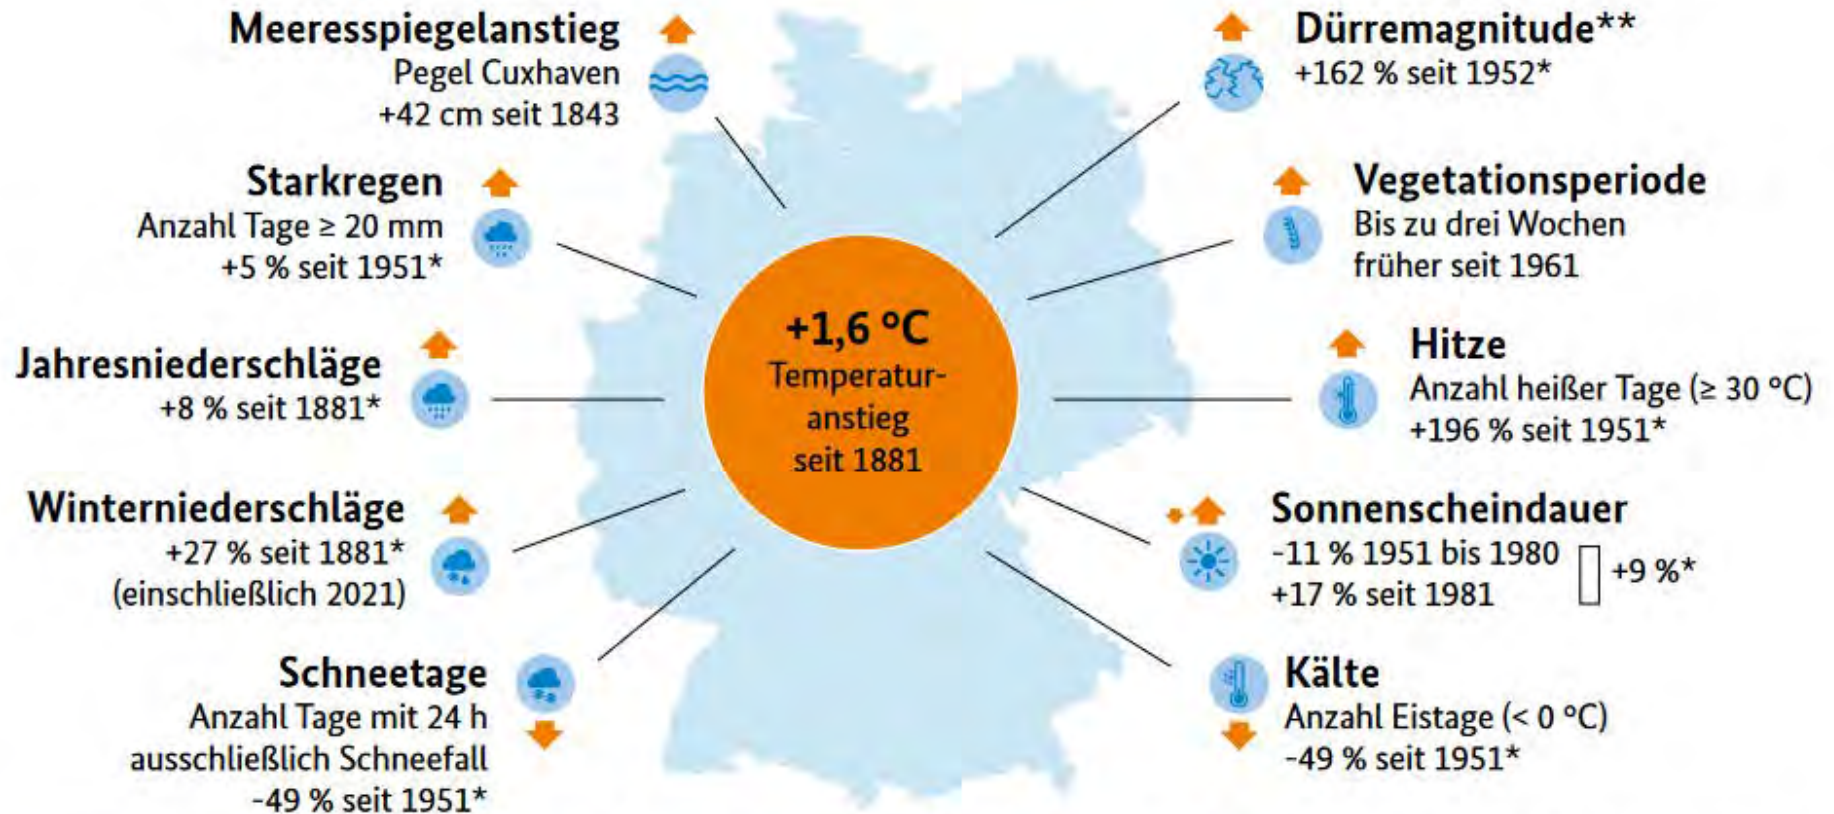 Meeresspiegelanstieg
Pegel Cuxhaven
+42 cm seit 1843
Starkregen
Anzahl Tage ≥ 20 mm
+5 % seit 1951*
Jahresniederschläge
+8 % seit 1881*
Winterniederschläge
+27 % seit 1881*
(einschließlich 2021)
Schneetage
Anzahl Tage mit 24 h
ausschließlich Schneefall
-49 % seit 1951*
+1,6 °C
Temperatur-
anstieg
seit 1881
Dürremagnitude**
+162 % seit 1952*
Vegetationsperiode
Bis zu drei Wochen
früher seit 1961
Hitze
Anzahl heißer Tage (≥ 30 °C)
+196 % seit 1951*
Sonnenscheindauer
-11 % 1951 bis 1980
+17 % seit 1981
+9 %*
Kälte
Anzahl Eistage (< 0 °C)
-49 % seit 1951*